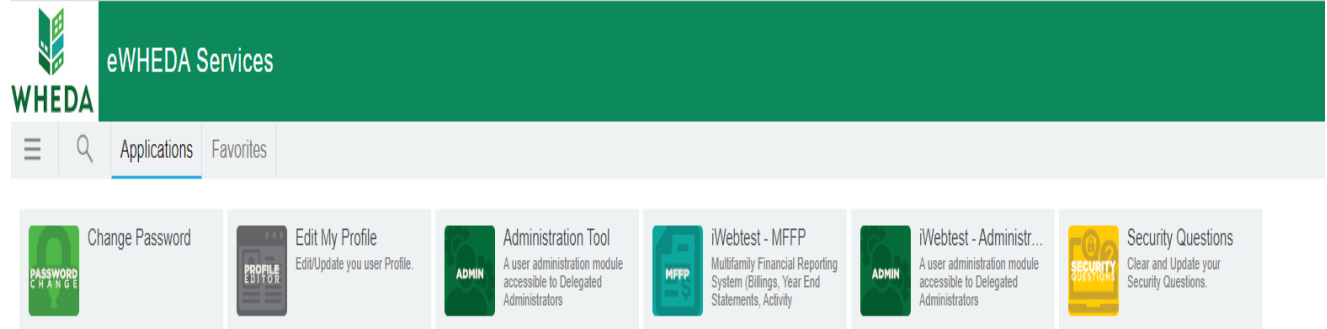 WHEDA
eWHEDA Services
Applications Favorites
PASSWORD
CHANGE
Change Password
PROFILE
EDITOR
Edit My Profile
Edit/Update you user Profile.
ADMIN
Administration Tool
A user administration module
accessible to Delegated
Administrators
MFFP
iWebtest - MFFP
Multifamily Financial Reporting
System (Billings, Year End
Statements, Activity
ADMIN
iWebtest - Administr...
A user administration module
accessible to Delegated
Administrators
SECURITY
QUESTIONS
Security Questions
Clear and Update your
Security Questions.